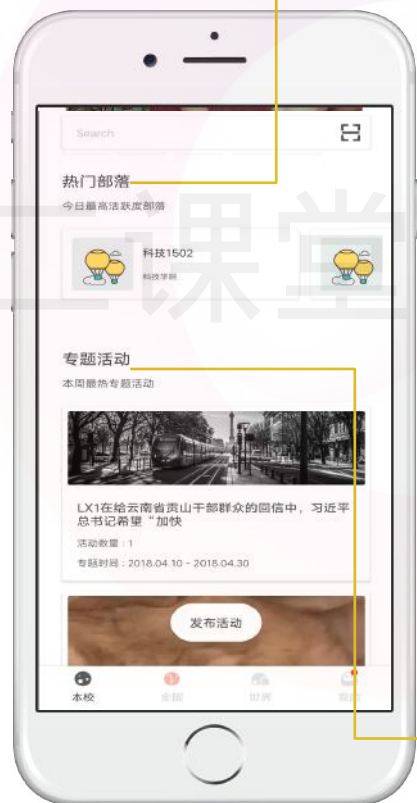 Search
热门部落
今日最高活跃度部落
科技1502
科技学院
二课堂
专题活动
本周最热专题活动
LX1在给云南省贡山干部群众的回信中，习近平
总书记希望“加快
活动数量：1
专题时间：2018.04.10 - 2018.04.30
发布活动
本校
全国
世界
我的